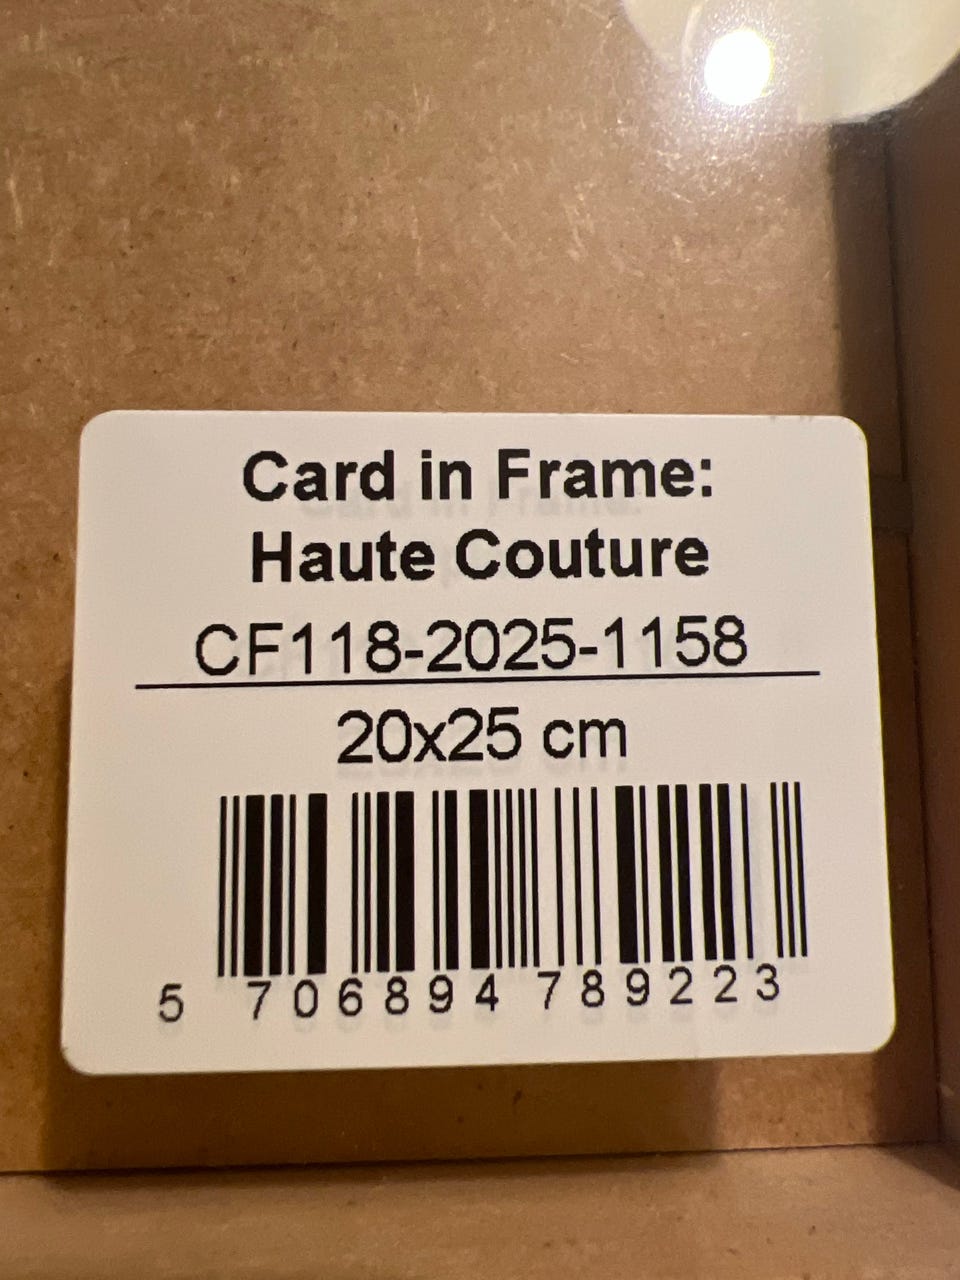 Card in Frame:
Haute Couture
CF118-2025-1158
20x25 cm
5 706894 789223